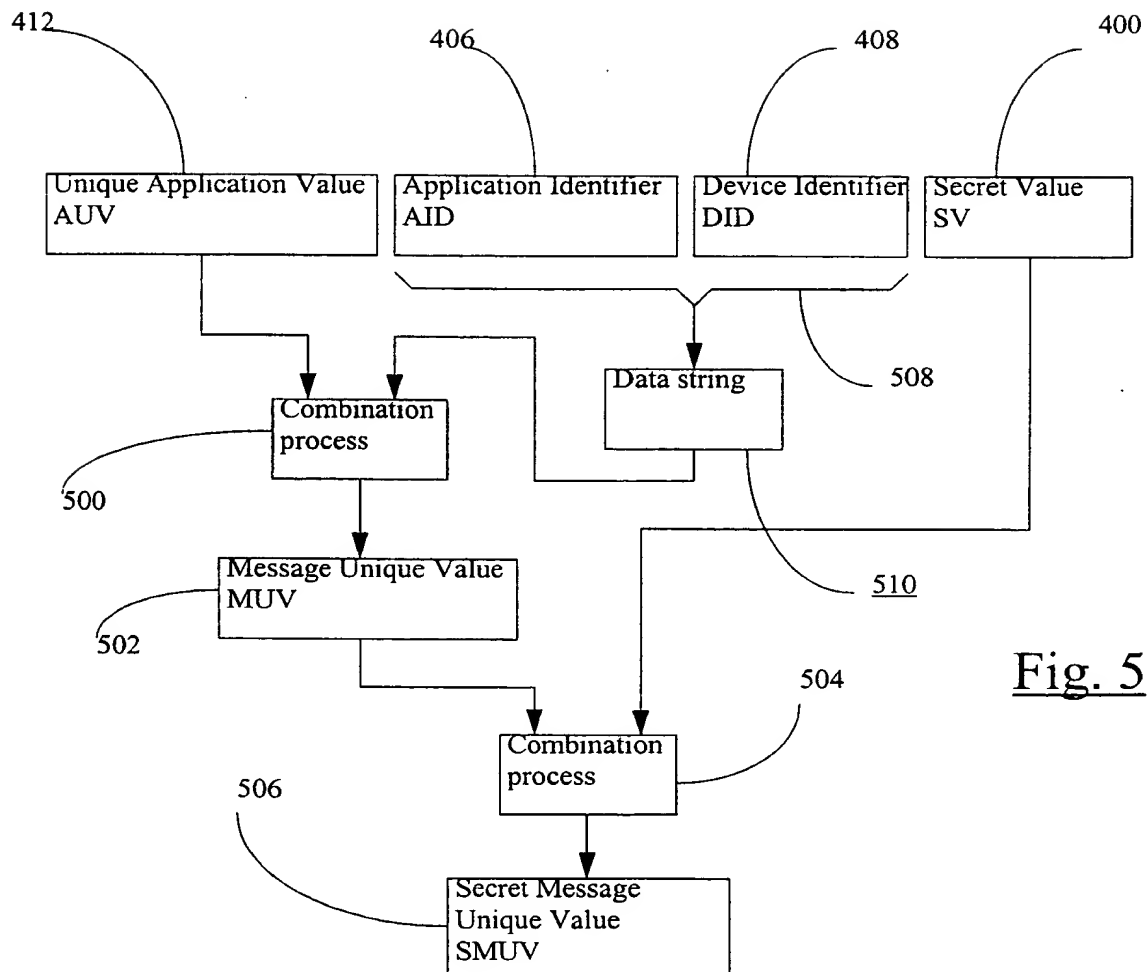 412
406
408
400
Unique Application Value
AUV
Application Identifier
AID
Device Identifier
DID
Secret Value
SV
508
Data string
Combination
process
500
Message Unique Value
MUV
510
502
504
Fig. 5
Combination
process
506
Secret Message
Unique Value
SMUV